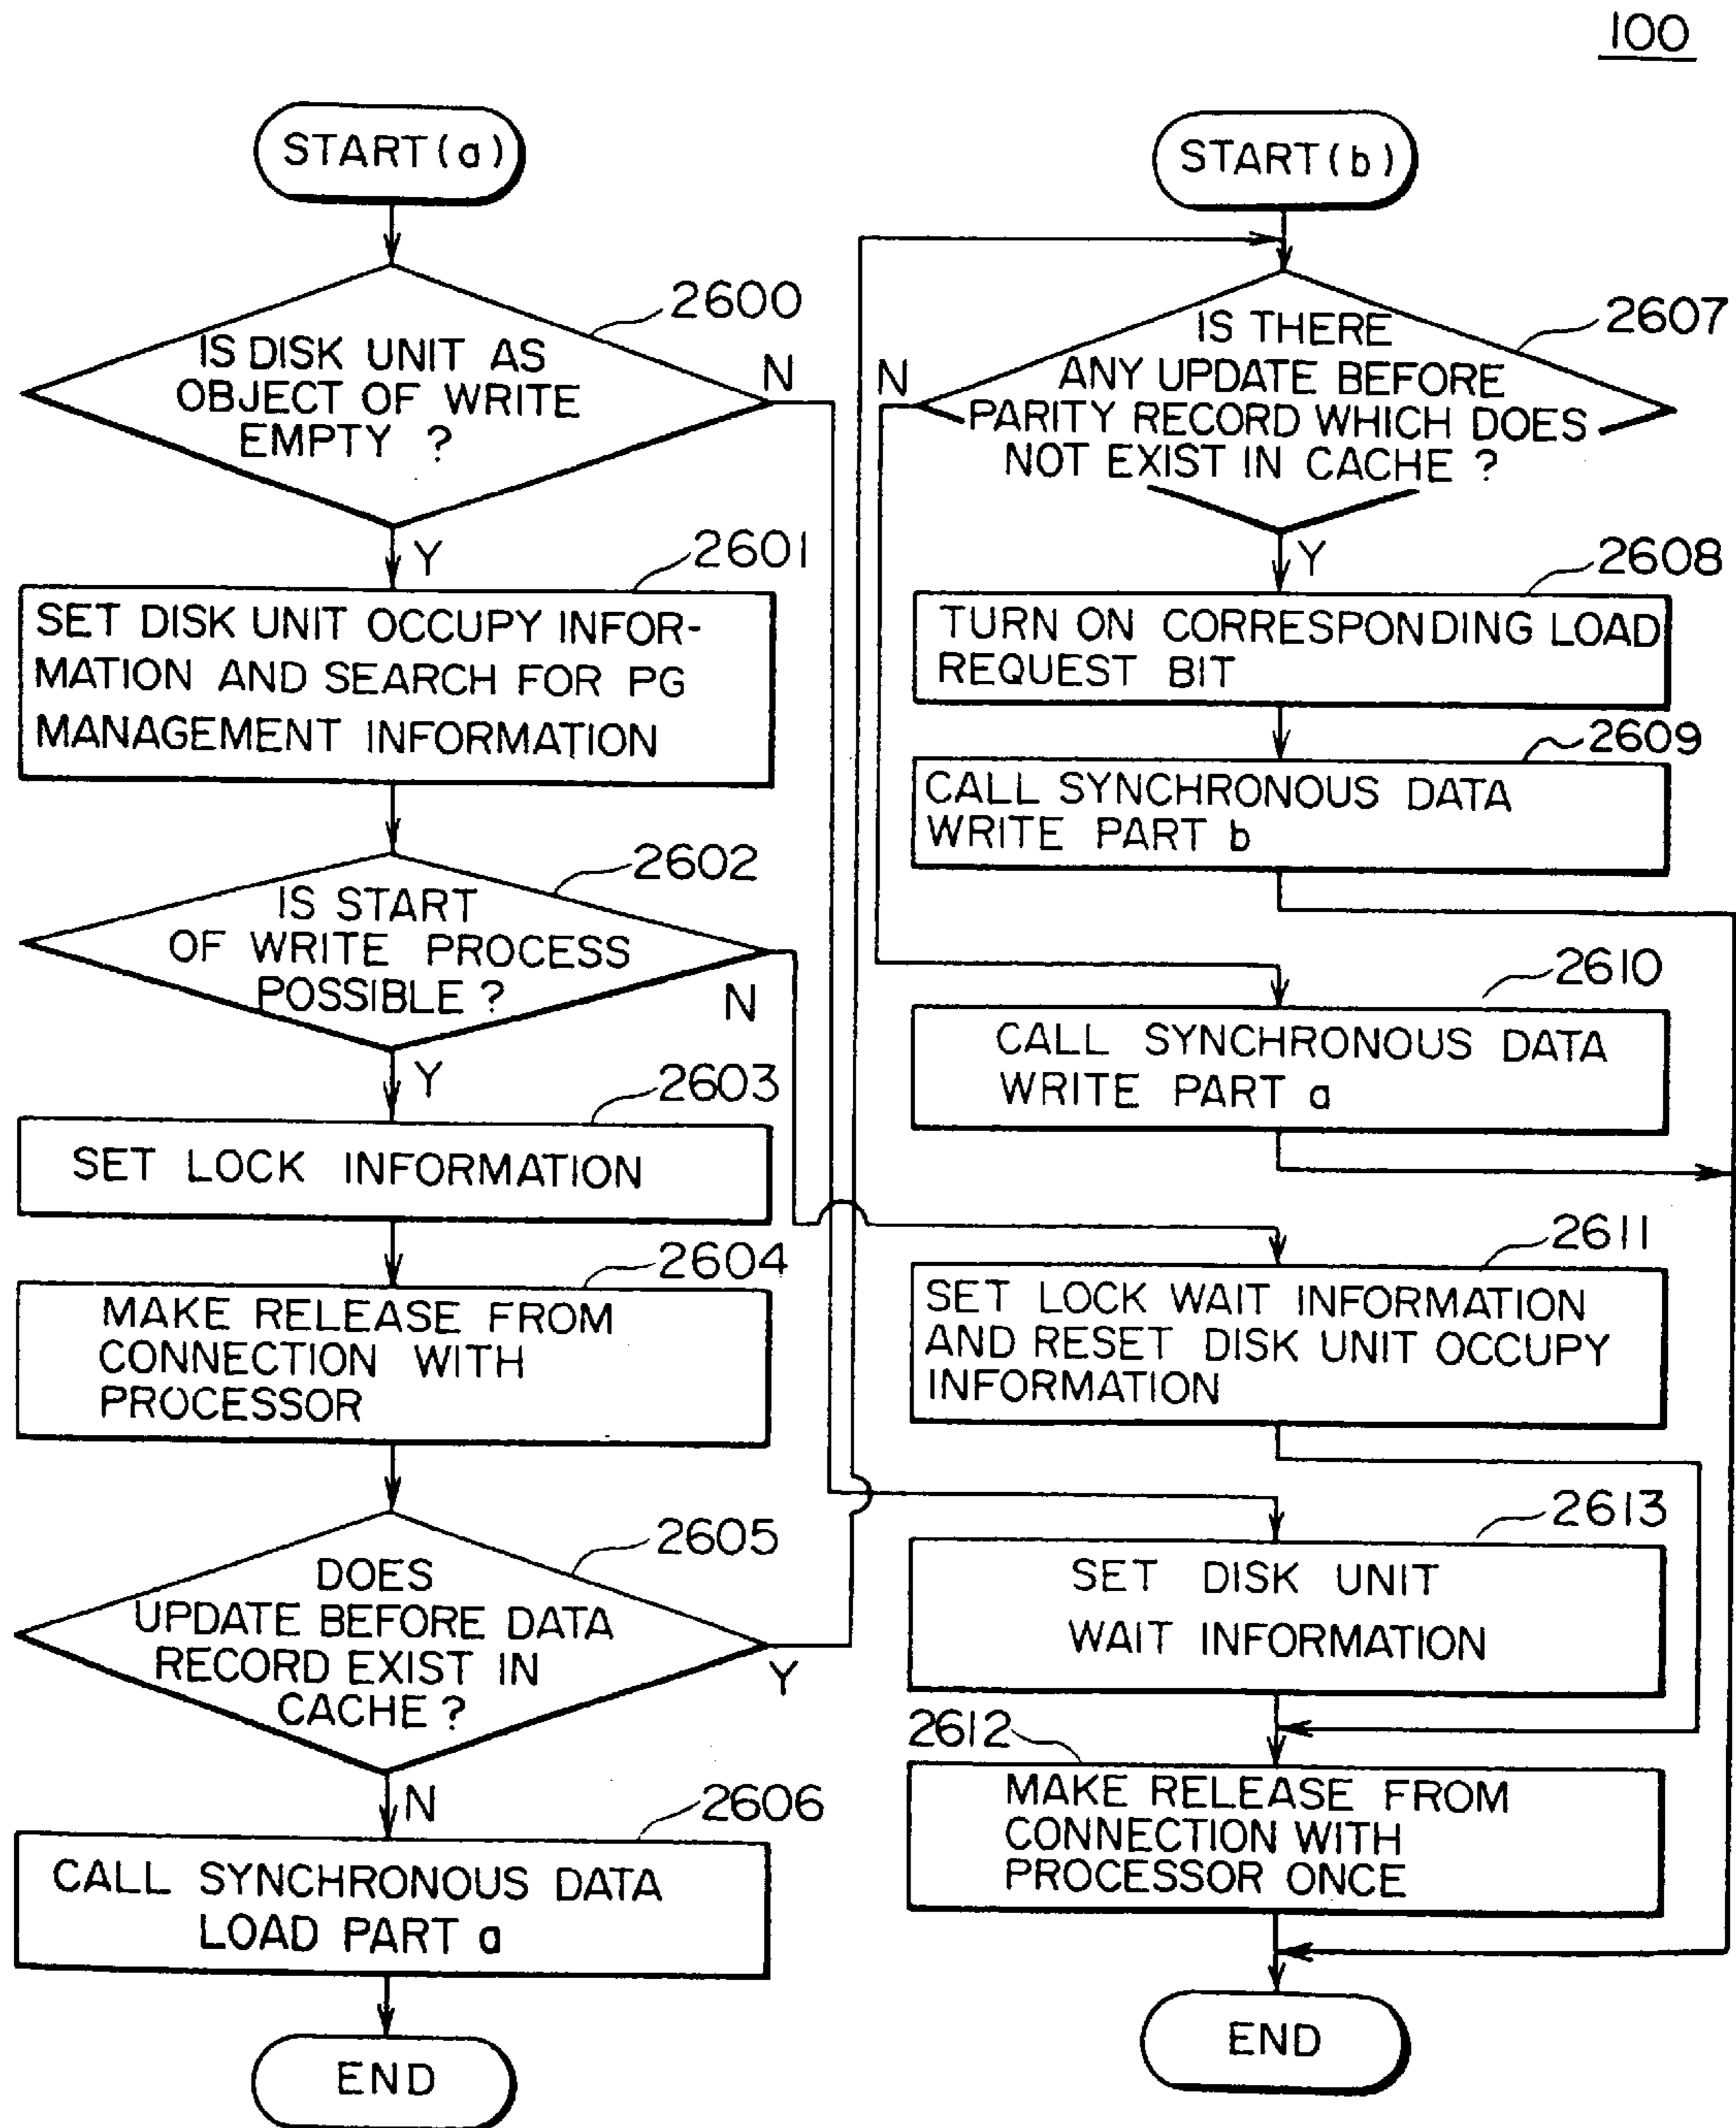 100
START(a)
2600
IS DISK UNIT AS
OBJECT OF WRITE
EMPTY ?
N
Y
2601
SET DISK UNIT OCCUPY INFOR-
MATION AND SEARCH FOR PG
MANAGEMENT INFORMATION
2602
IS START
OF WRITE PROCESS
POSSIBLE ?
N
Y
2603
SET LOCK INFORMATION
2604
MAKE RELEASE FROM
CONNECTION WITH
PROCESSOR
2605
DOES
UPDATE BEFORE DATA
RECORD EXIST IN
CACHE ?
Y
N
2606
CALL SYNCHRONOUS DATA
LOAD PART a
END
START(b)
2607
IS THERE
ANY UPDATE BEFORE
PARITY RECORD WHICH DOES
NOT EXIST IN CACHE ?
N
Y
2608
TURN ON CORRESPONDING LOAD
REQUEST BIT
2609
CALL SYNCHRONOUS DATA
WRITE PART b
2610
CALL SYNCHRONOUS DATA
WRITE PART a
2611
SET LOCK WAIT INFORMATION
AND RESET DISK UNIT OCCUPY
INFORMATION
2613
SET DISK UNIT
WAIT INFORMATION
2612
MAKE RELEASE FROM
CONNECTION WITH
PROCESSOR ONCE
END